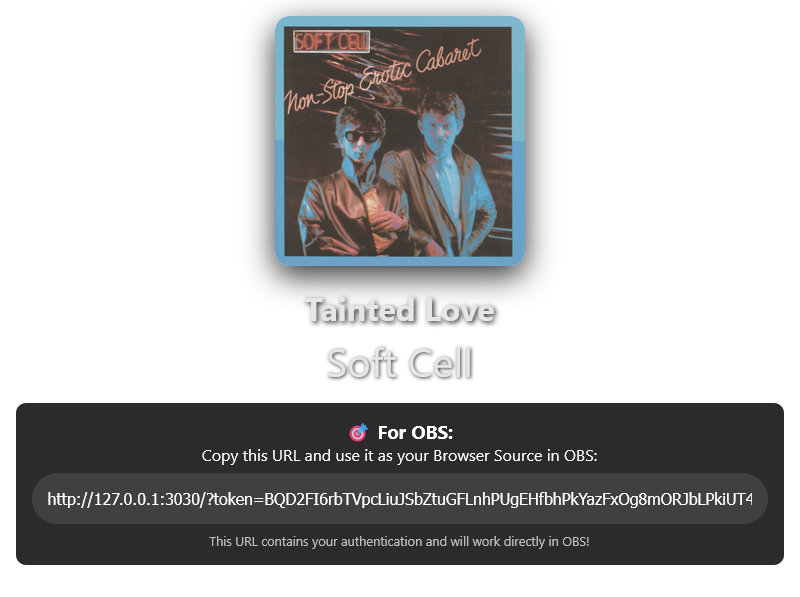 SOFT CELL
Non-Stop Erotic Cabaret
Tainted Love
Soft Cell
🎯 For OBS:
Copy this URL and use it as your Browser Source in OBS:
http://127.0.0.1:3030/?token=BQD2FI6rbTVpcLiuJSbZtuGFLnhPUgEHfbhPkYazFxOg8mORJbLPkiUT4
This URL contains your authentication and will work directly in OBS!